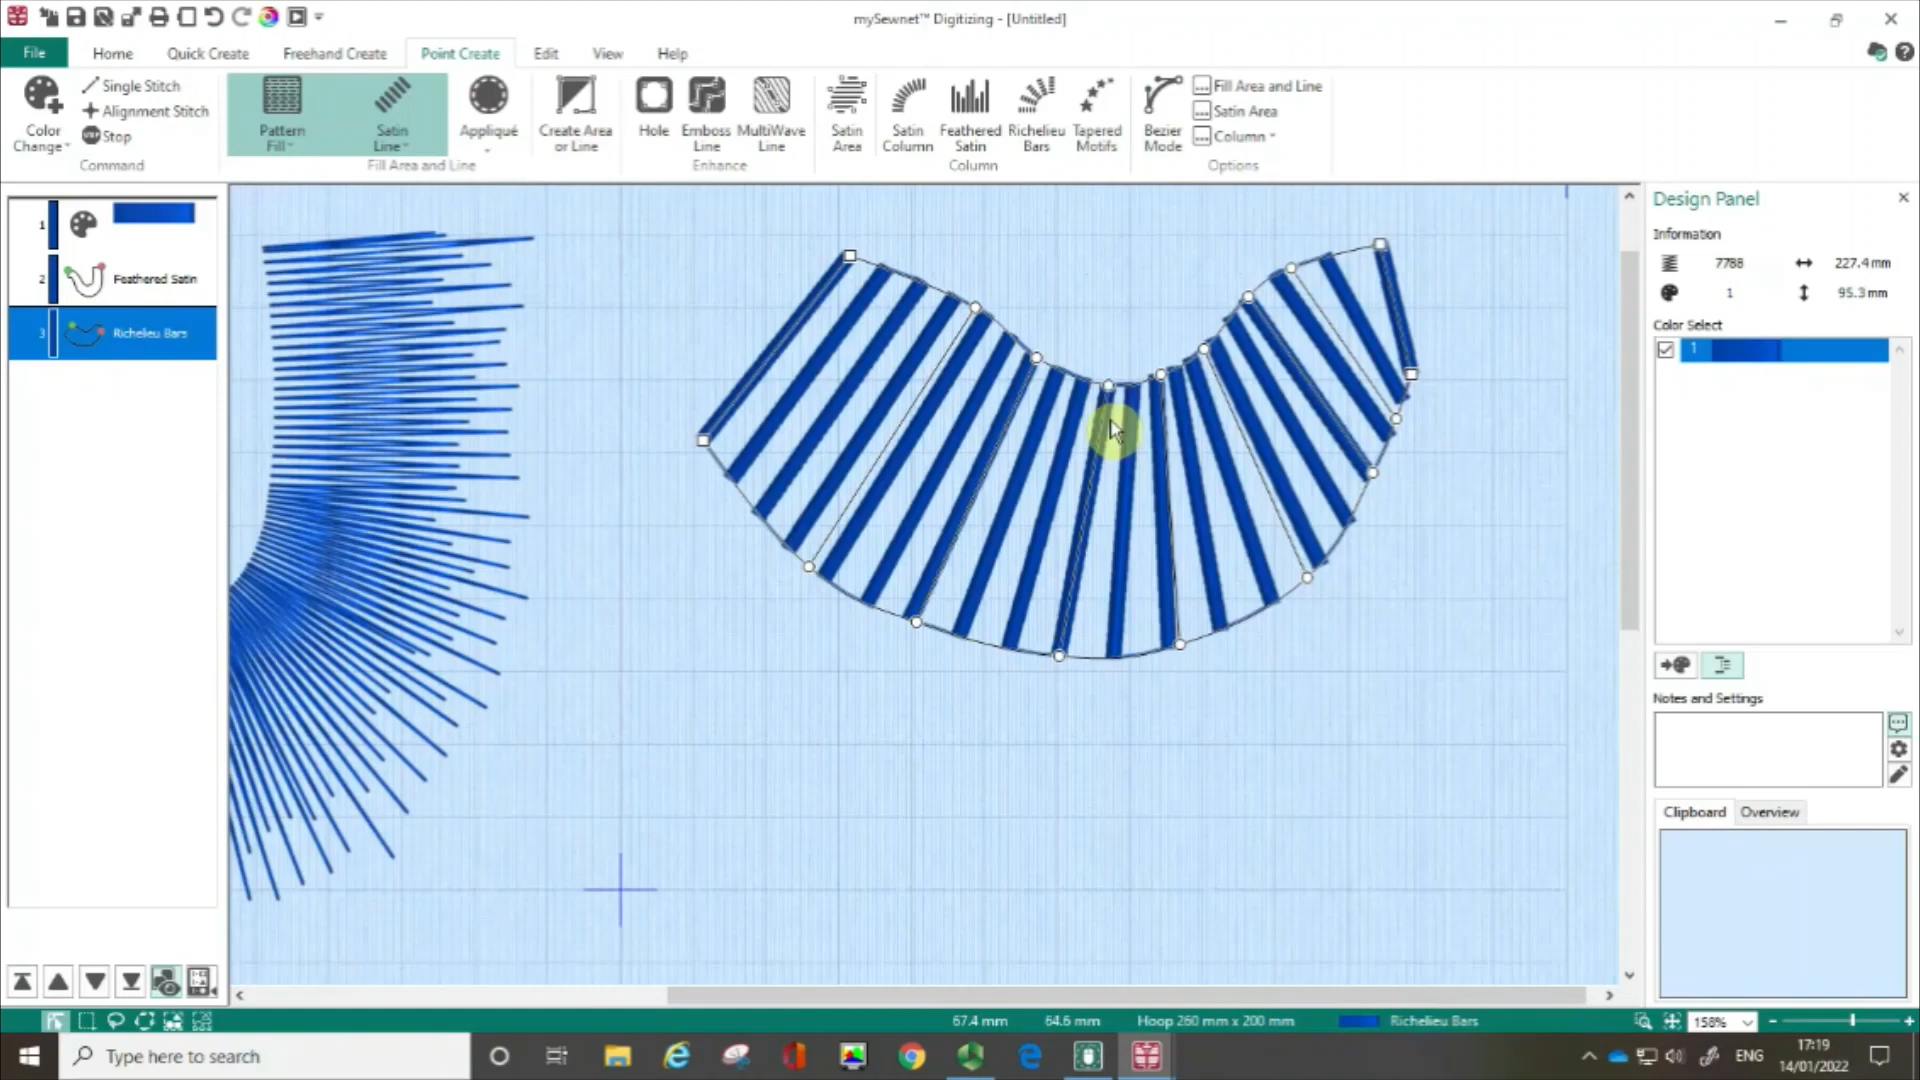 mySewnet™ Digitizing - [Untitled]
File Home Quick Create Freehand Create Point Create Edit View Help
Color Change
Single Stitch
Alignment Stitch
STOP Stop
Command
Pattern Fill
Satin Line
Appliqué
Create Area or Line
Fill Area and Line
Hole
Emboss Line
MultiWave Line
Enhance
Satin Area
Satin Column
Feathered Satin
Richelieu Bars
Tapered Motifs
Column
Bezier Mode
Fill Area and Line
Satin Area
Column
Options
1
2 Feathered Satin
3 Richelieu Bars
Design Panel
Information
7788 227.4 mm
1 95.3 mm
Color Select
1
Notes and Settings
Clipboard Overview
67.4 mm 64.6 mm Hoop 260 mm x 200 mm Richelieu Bars 158%
Type here to search
ENG
17:19
14/01/2022